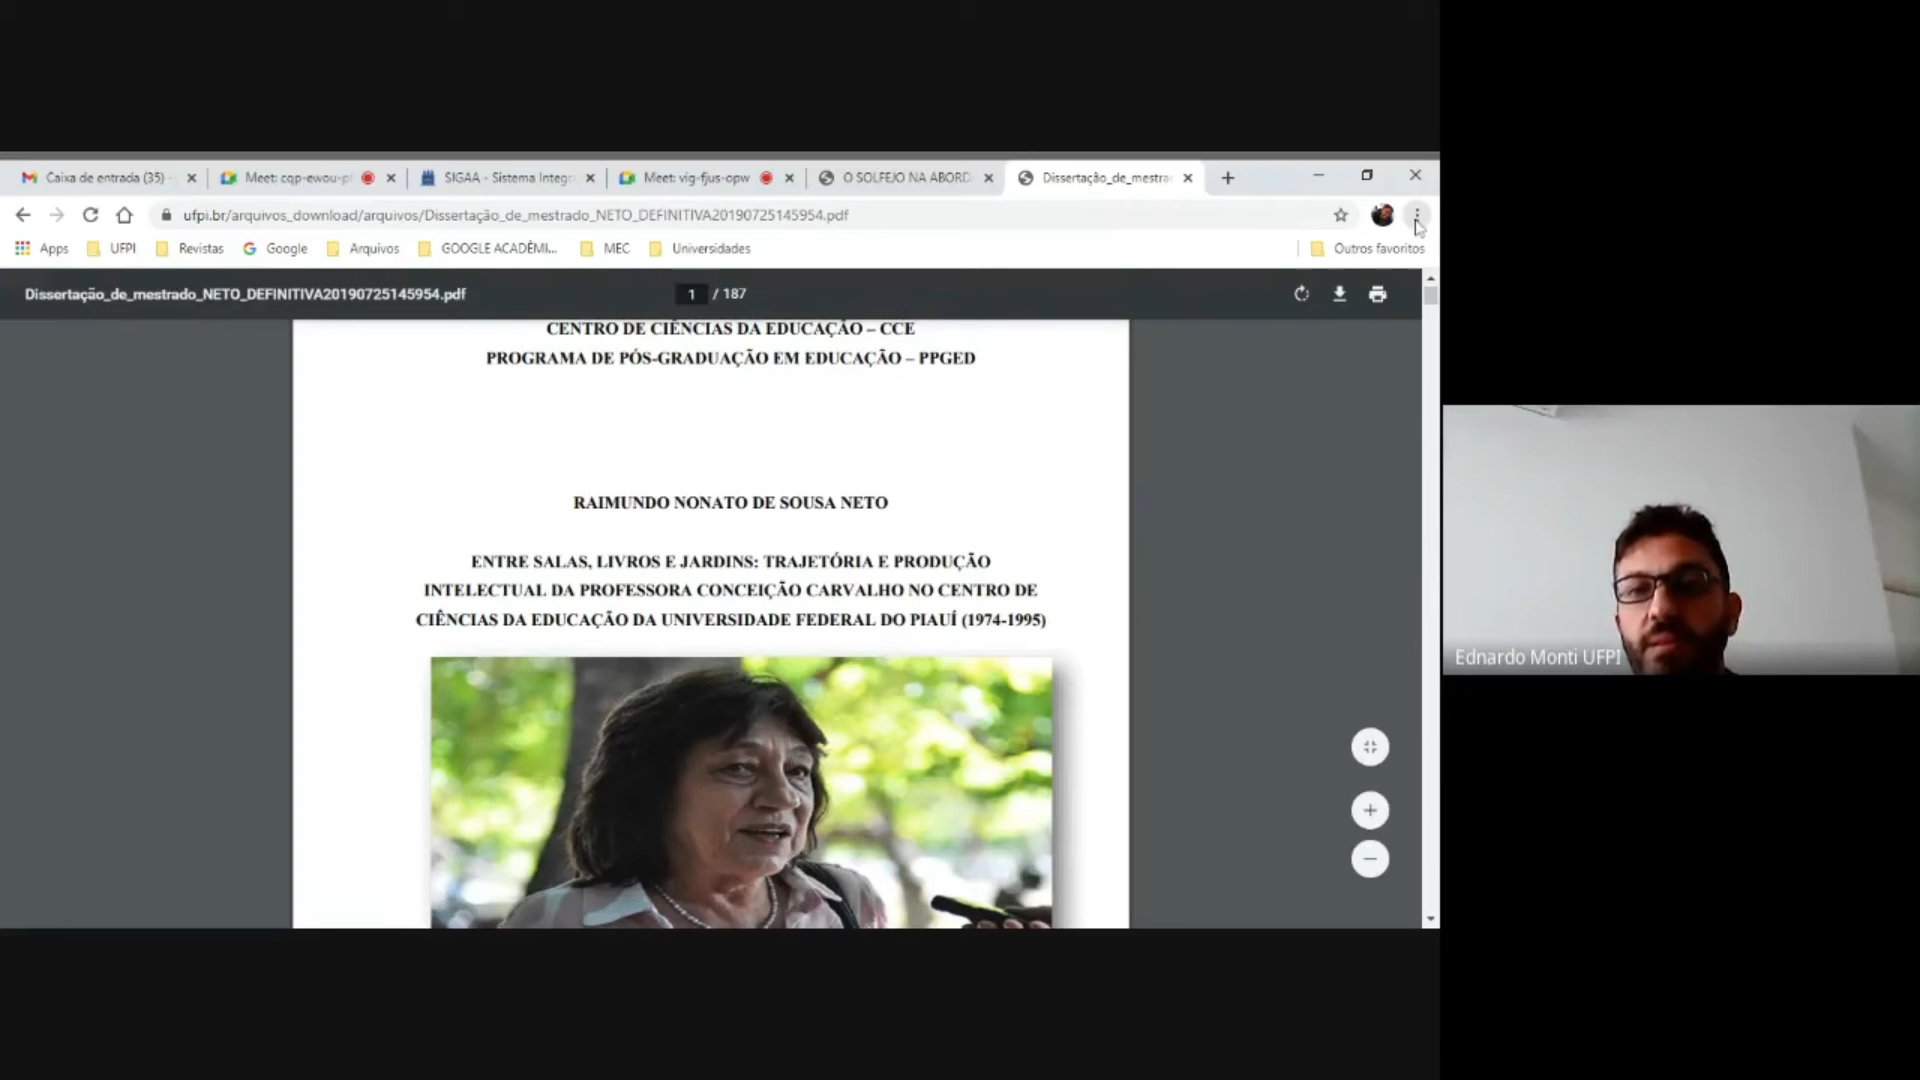 Caixa de entrada (35)
Meet: cqp-ewou-p
SIGAA - Sistema Integr
Meet: vig-fjus-opw
O SOLFEJO NA ABORD
Dissertação_de_mestra
ufpi.br/arquivos_download/arquivos/Dissertação_de_mestrado_NETO_DEFINITIVA20190725145954.pdf
Apps
UFPI
Revistas
Google
Arquivos
GOOGLE ACADÊMI...
MEC
Universidades
Outros favoritos
Dissertação_de_mestrado_NETO_DEFINITIVA20190725145954.pdf
1 / 187
CENTRO DE CIÊNCIAS DA EDUCAÇÃO – CCE
PROGRAMA DE PÓS-GRADUAÇÃO EM EDUCAÇÃO – PPGED
RAIMUNDO NONATO DE SOUSA NETO
ENTRE SALAS, LIVROS E JARDINS: TRAJETÓRIA E PRODUÇÃO
INTELECTUAL DA PROFESSORA CONCEIÇÃO CARVALHO NO CENTRO DE
CIÊNCIAS DA EDUCAÇÃO DA UNIVERSIDADE FEDERAL DO PIAUÍ (1974-1995)
Ednardo Monti UFPI